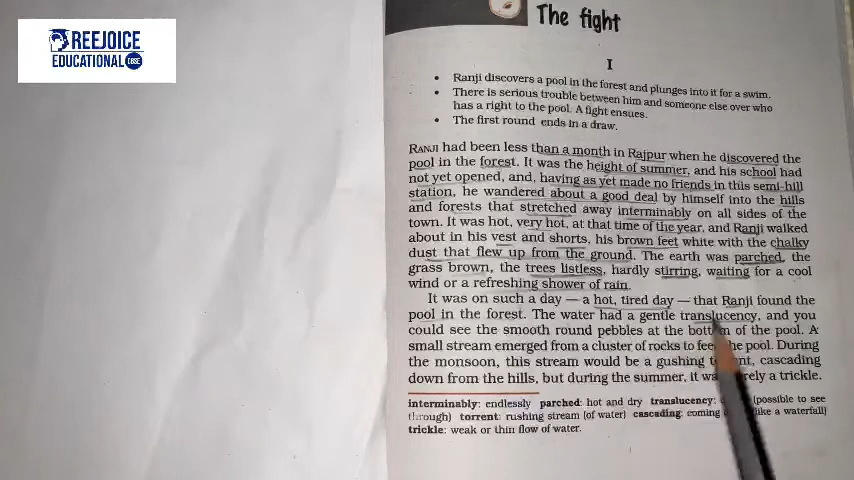 REEJOICE
EDUCATIONAL CBSE
The fight
I
• Ranji discovers a pool in the forest and plunges into it for a swim.
• There is serious trouble between him and someone else over who
has a right to the pool. A fight ensues.
• The first round ends in a draw.
RANJI had been less than a month in Rajpur when he discovered the
pool in the forest. It was the height of summer, and his school had
not yet opened, and, having as yet made no friends in this semi-hill
station, he wandered about a good deal by himself into the hills
and forests that stretched away interminably on all sides of the
town. It was hot, very hot, at that time of the year, and Ranji walked
about in his vest and shorts, his brown feet white with the chalky
dust that flew up from the ground. The earth was parched, the
grass brown, the trees listless, hardly stirring, waiting for a cool
wind or a refreshing shower of rain.
It was on such a day — a hot, tired day — that Ranji found the
pool in the forest. The water had a gentle translucency, and you
could see the smooth round pebbles at the bottom of the pool. A
small stream emerged from a cluster of rocks to feed the pool. During
the monsoon, this stream would be a gushing torrent, cascading
down from the hills, but during the summer, it was barely a trickle.
interminably: endlessly parched: hot and dry translucency: (possible to see
through) torrent: rushing stream (of water) cascading: coming like a waterfall)
trickle: weak or thin flow of water.